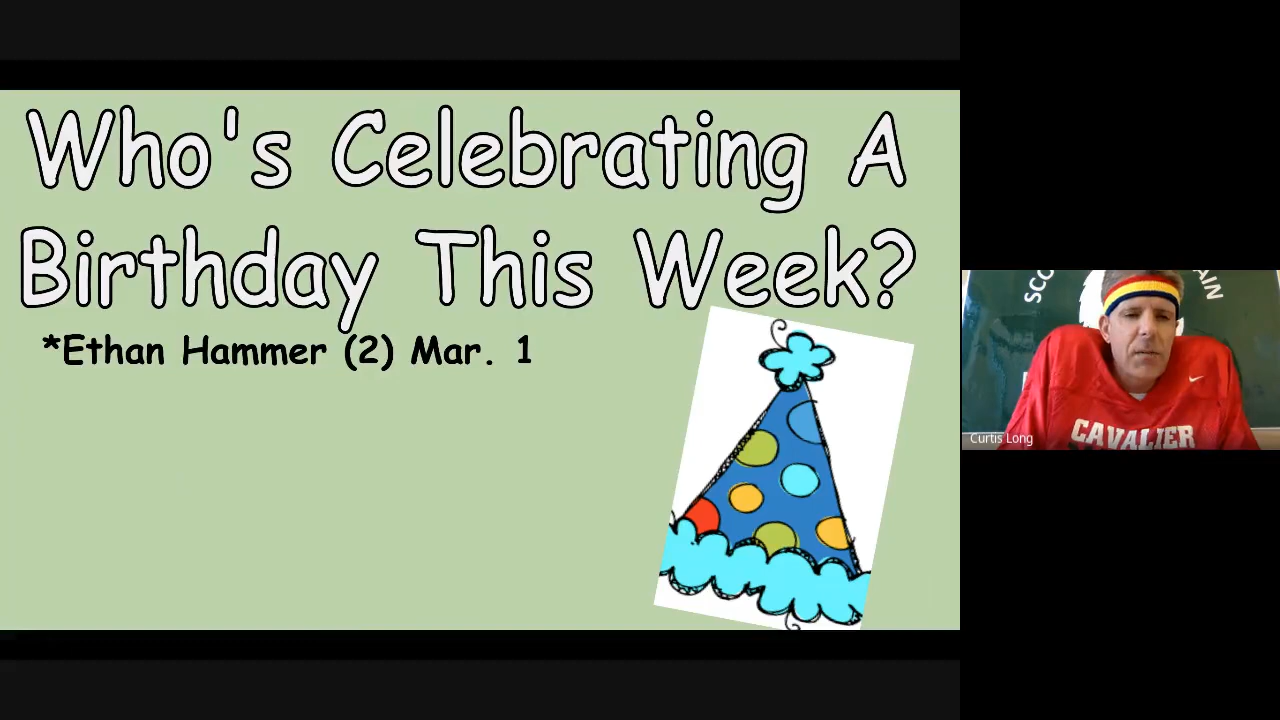 Who's Celebrating A
Birthday This Week?
*Ethan Hammer (2) Mar. 1
Curtis Long
CAVALIER